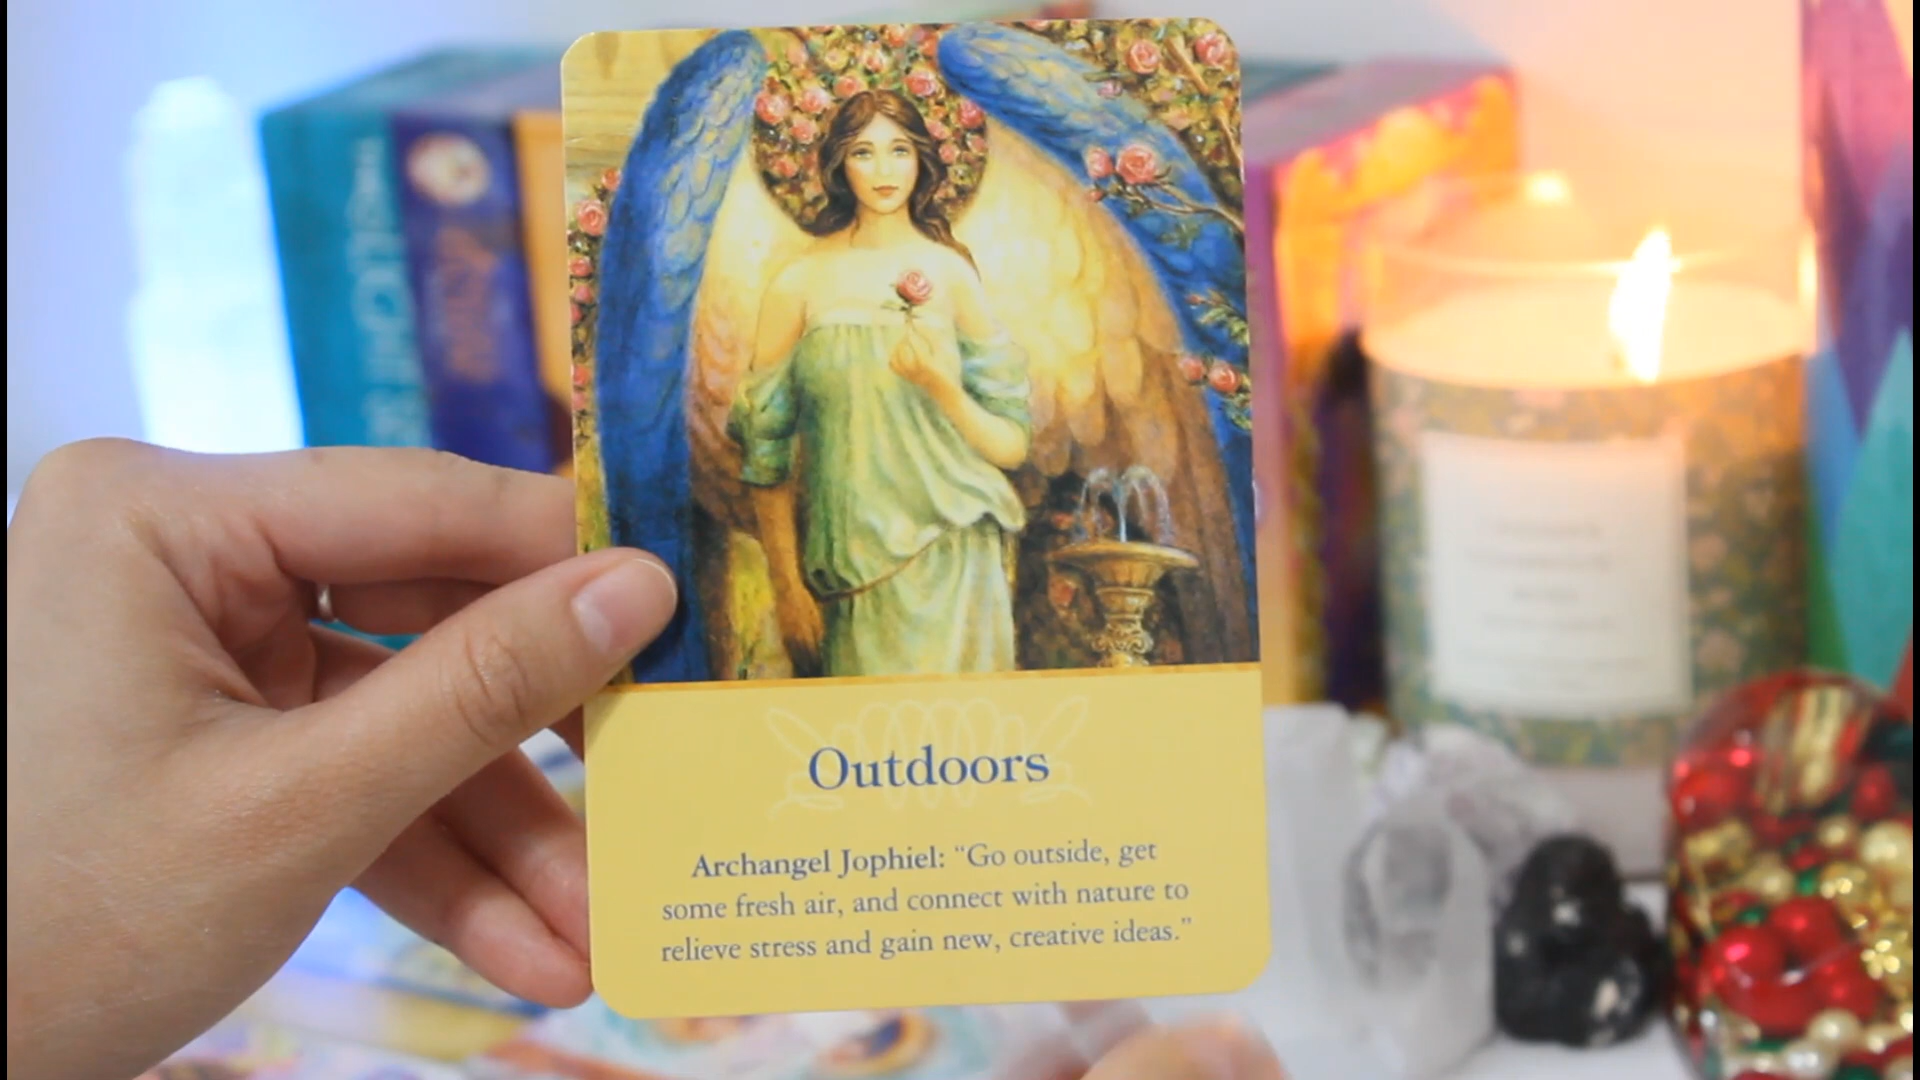 Outdoors
Archangel Jophiel: “Go outside, get
some fresh air, and connect with nature to
relieve stress and gain new, creative ideas.”